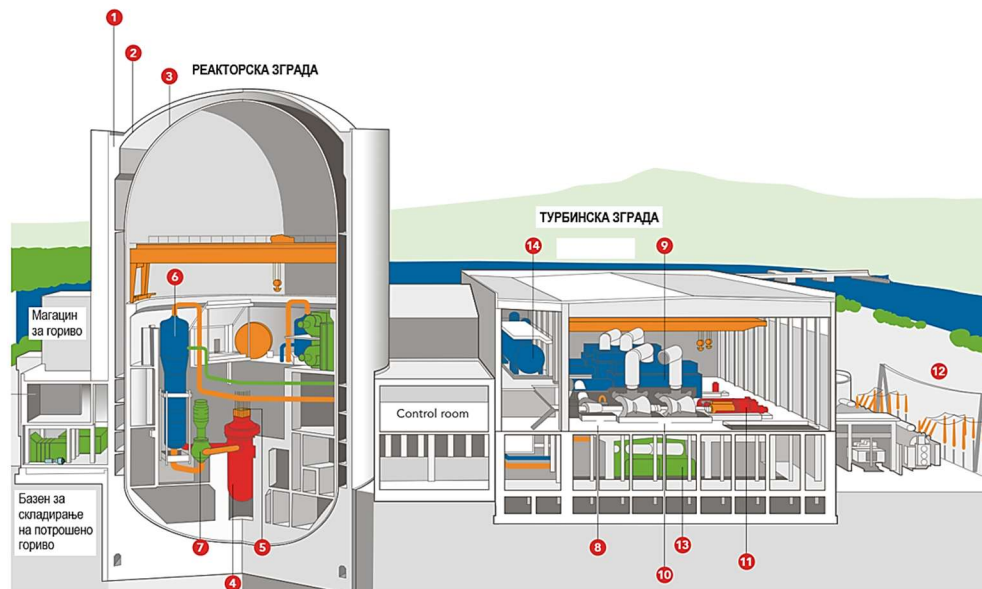 1
2
3
РЕАКТОРСКА ЗГРАДА
ТУРБИНСКА ЗГРАДА
14
9
6
Магацин
за гориво
12
Control room
Базен за
складирање
на потрошено
гориво
7
5
4
8
10
13
11